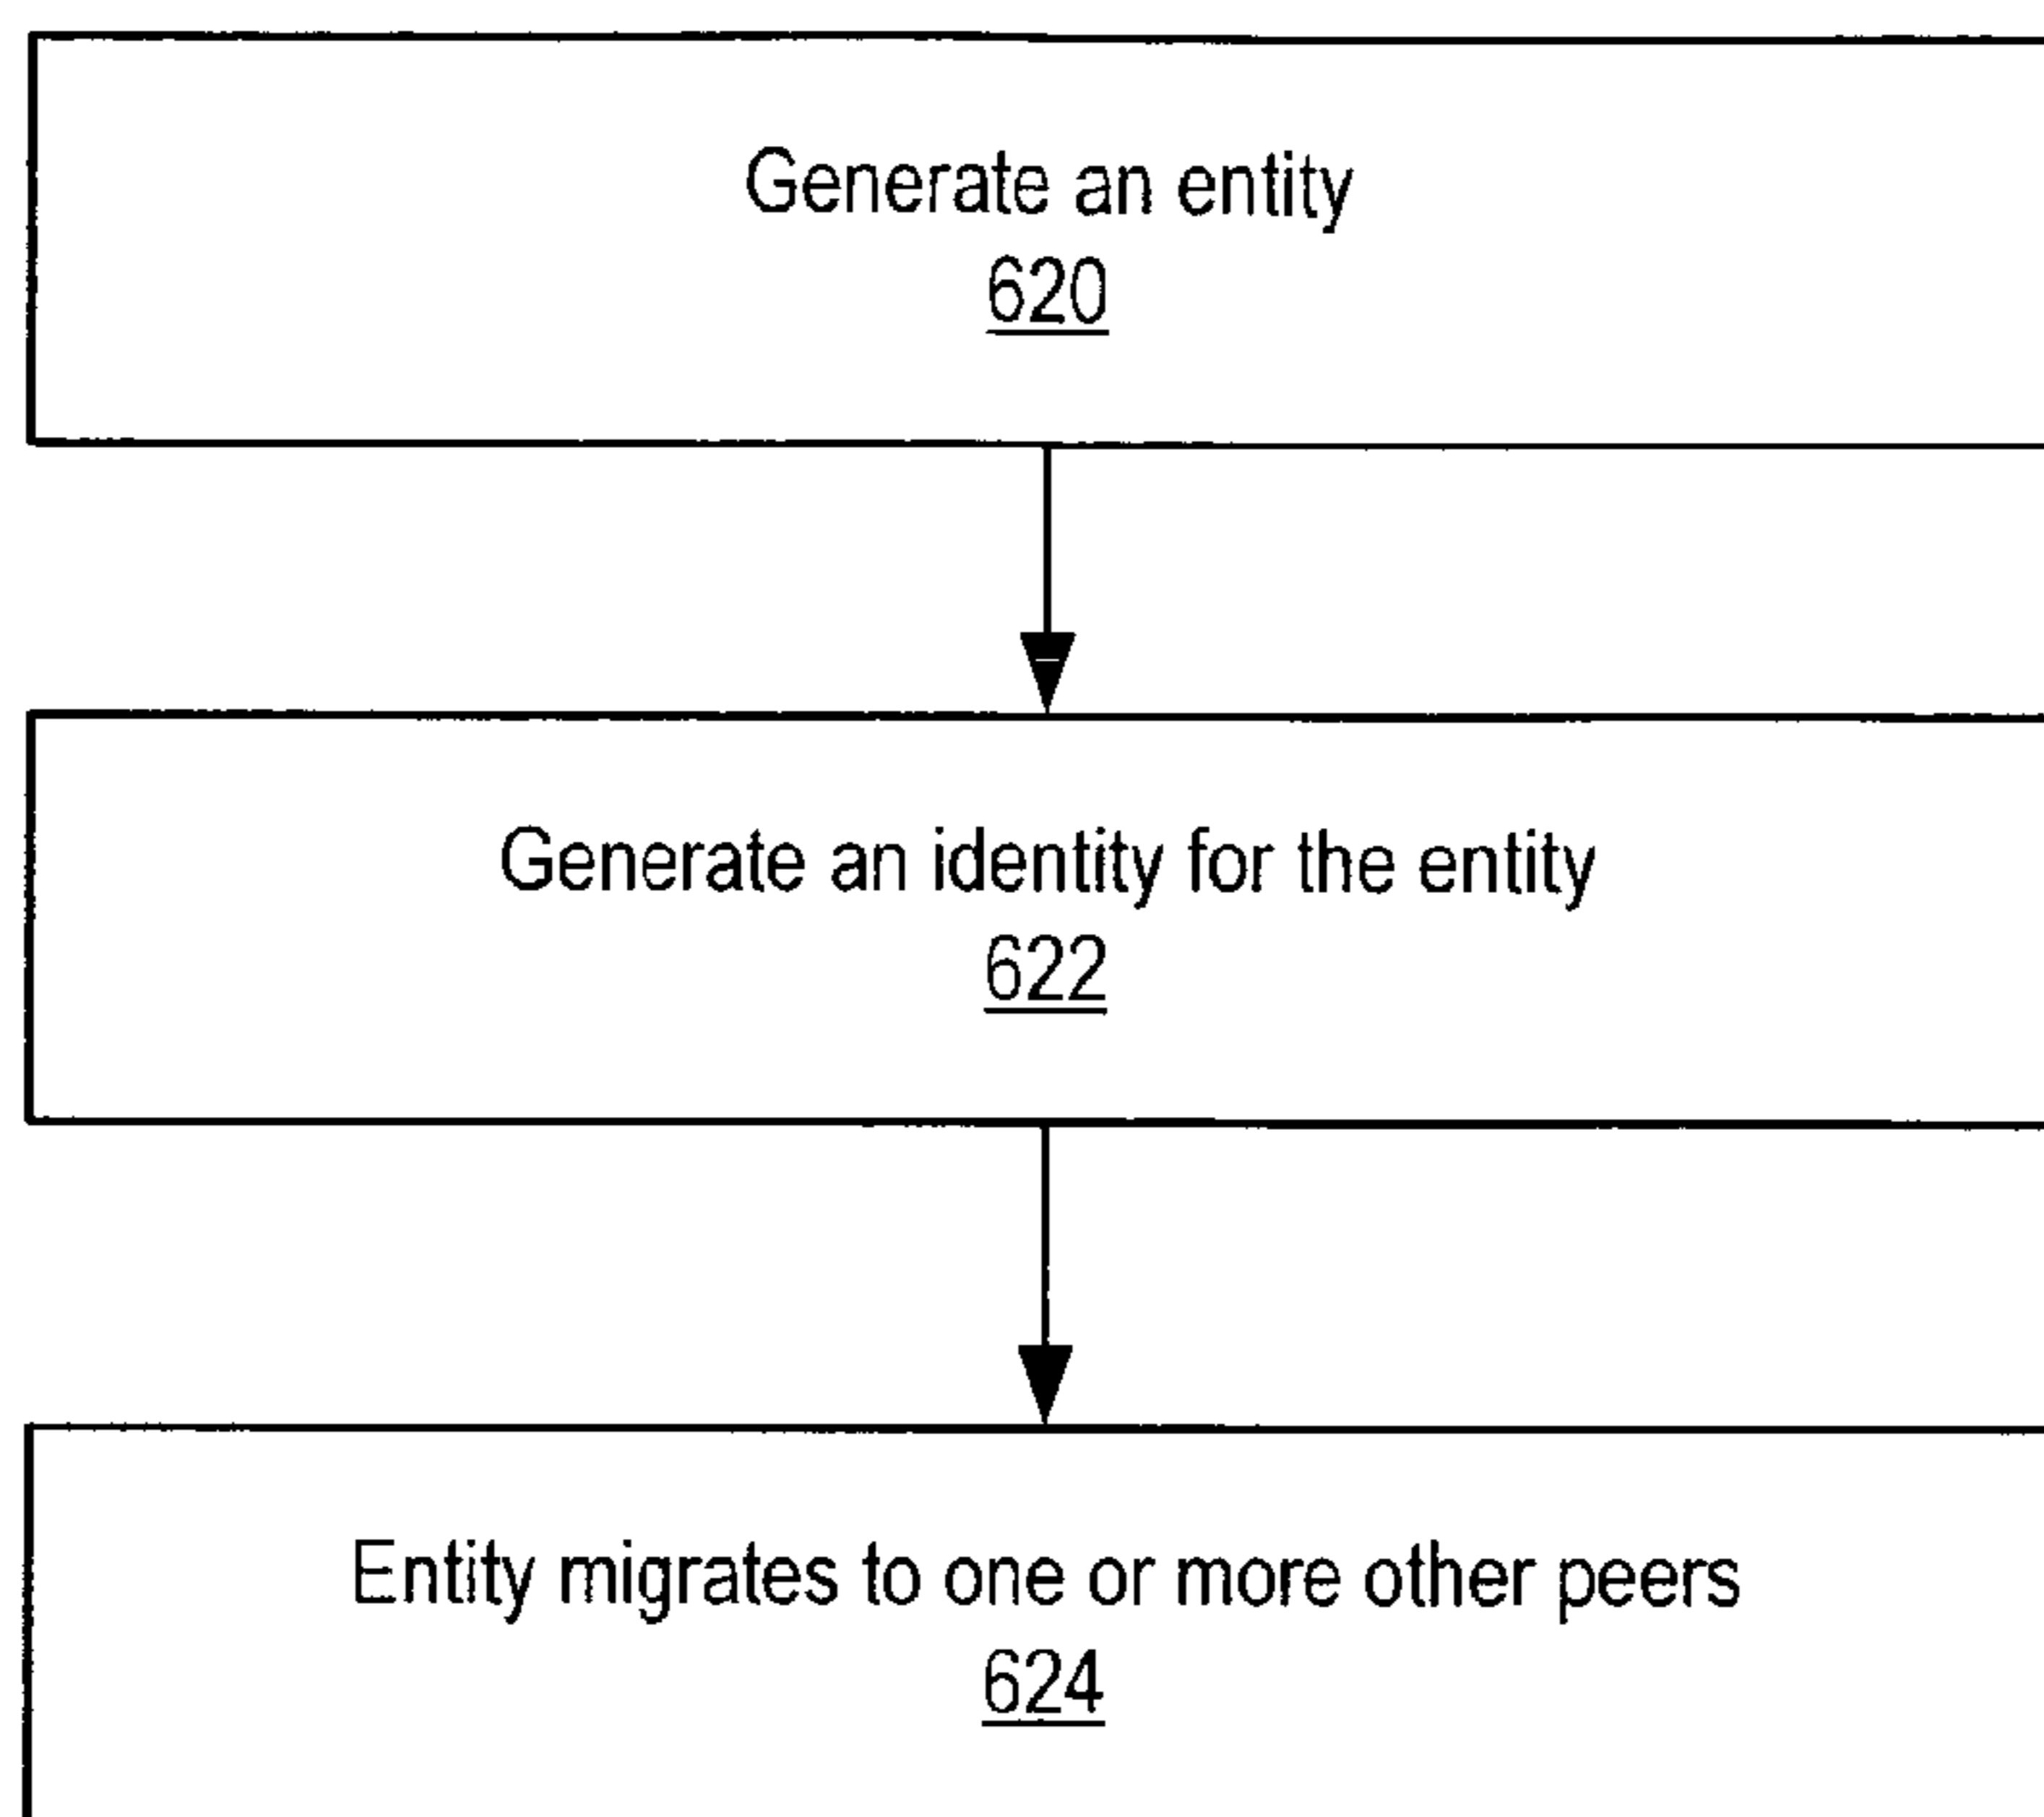 Generate an entity
620
Generate an identity for the entity
622
Entity migrates to one or more other peers
624